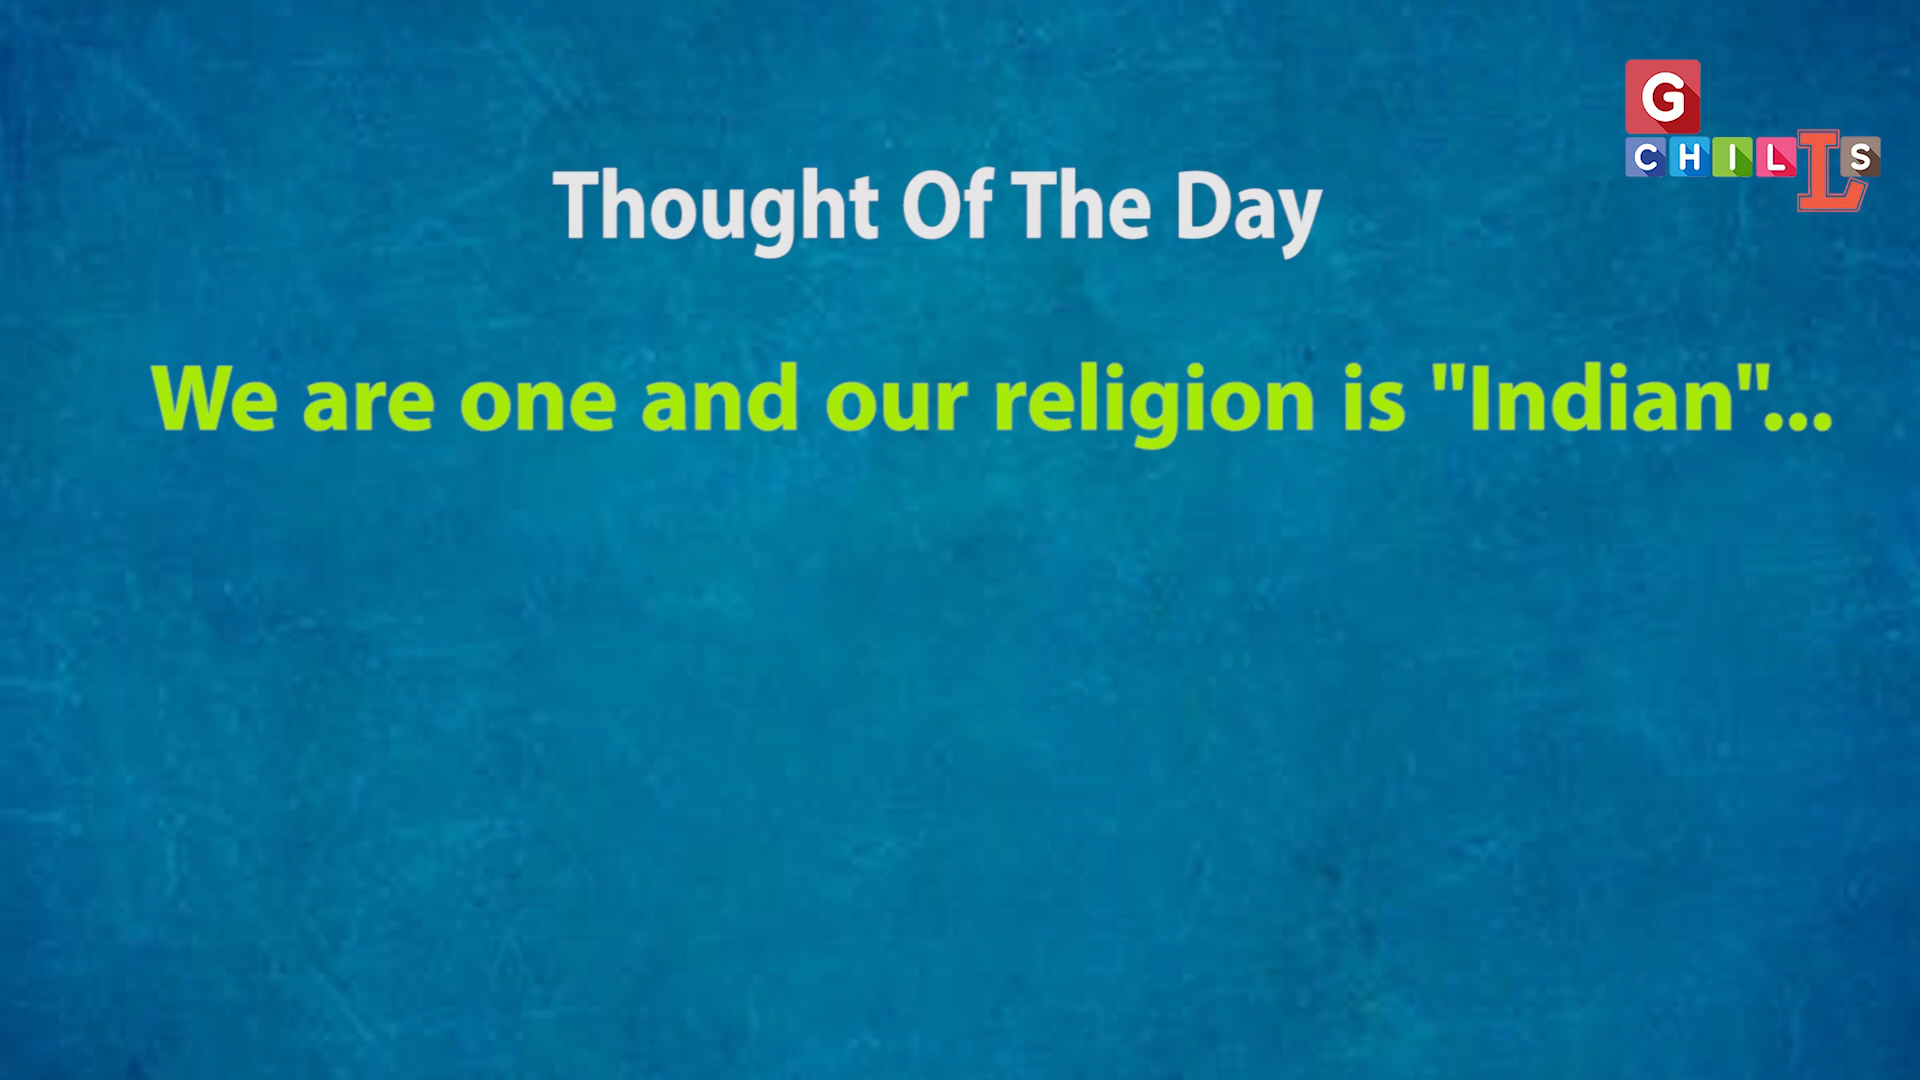 G
CHILLS
Thought Of The Day
We are one and our religion is "Indian"...